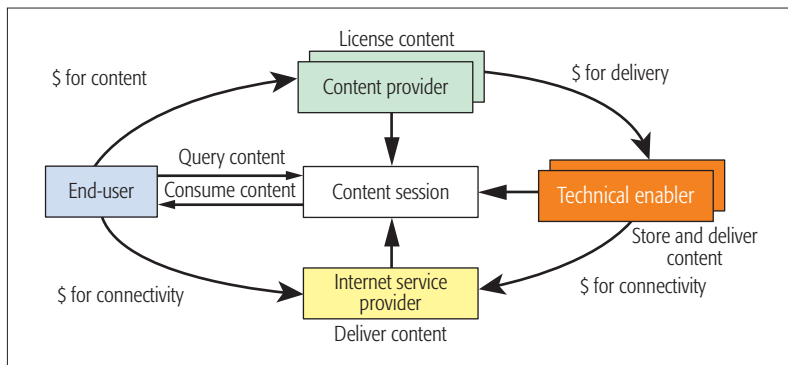 License content
$ for content
Content provider
$ for delivery
Query content
End-user
Consume content
Content session
Technical enabler
Store and deliver
content
$ for connectivity
Internet service
provider
$ for connectivity
Deliver content